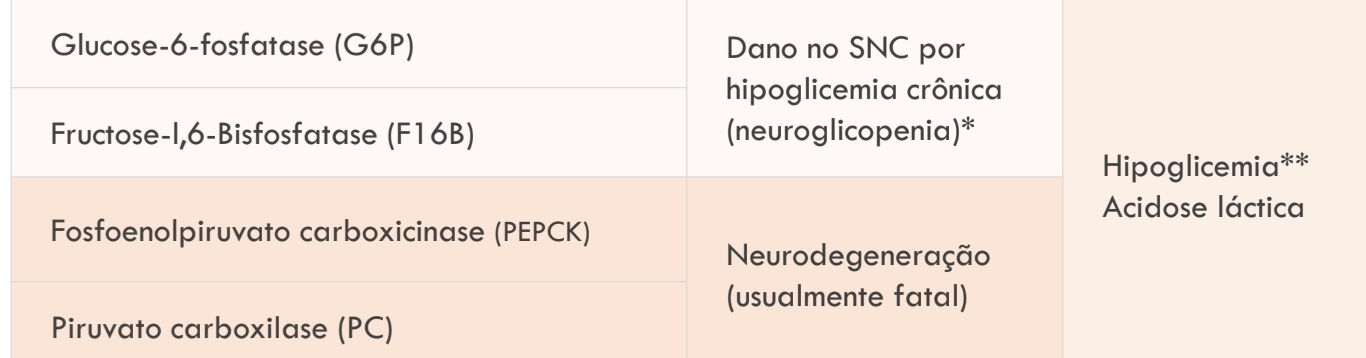 Glucose-6-fosfatase (G6P)
Fructose-l,6-Bisfosfatase (F16B)
Dano no SNC por
hipoglicemia crônica
(neuroglicopenia)*
Fosfoenolpiruvato carboxicinase (PEPCK)
Piruvato carboxilase (PC)
Neurodegeneração
(usualmente fatal)
Hipoglicemia**
Acidose láctica